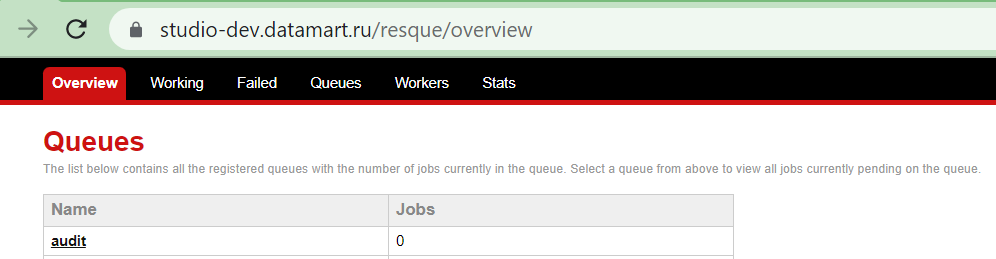 studio-dev.datamart.ru/resque/overview
Overview Working Failed Queues Workers Stats
Queues
The list below contains all the registered queues with the number of jobs currently in the queue. Select a queue from above to view all jobs currently pending on the queue.
Name Jobs
audit 0